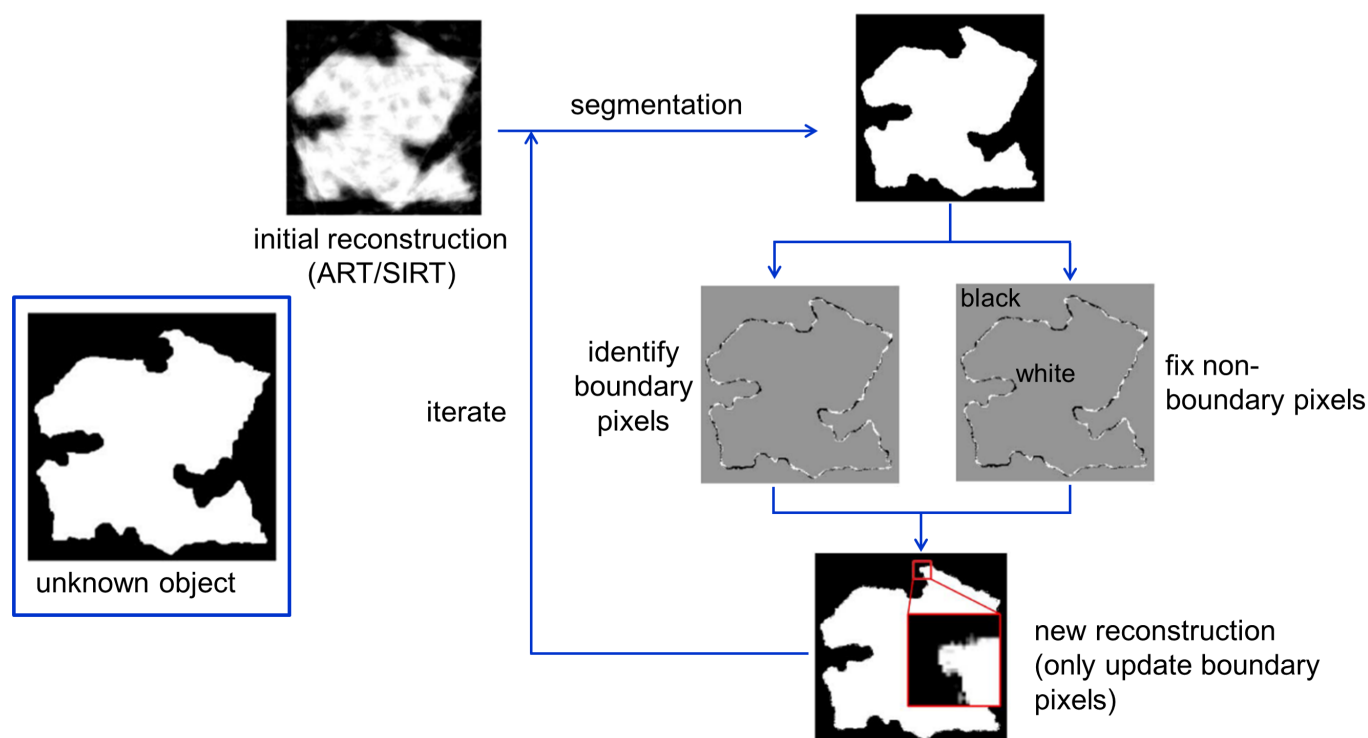 segmentation
initial reconstruction
(ART/SIRT)
unknown object
iterate
identify
boundary
pixels
black
white
fix non-
boundary pixels
new reconstruction
(only update boundary
pixels)